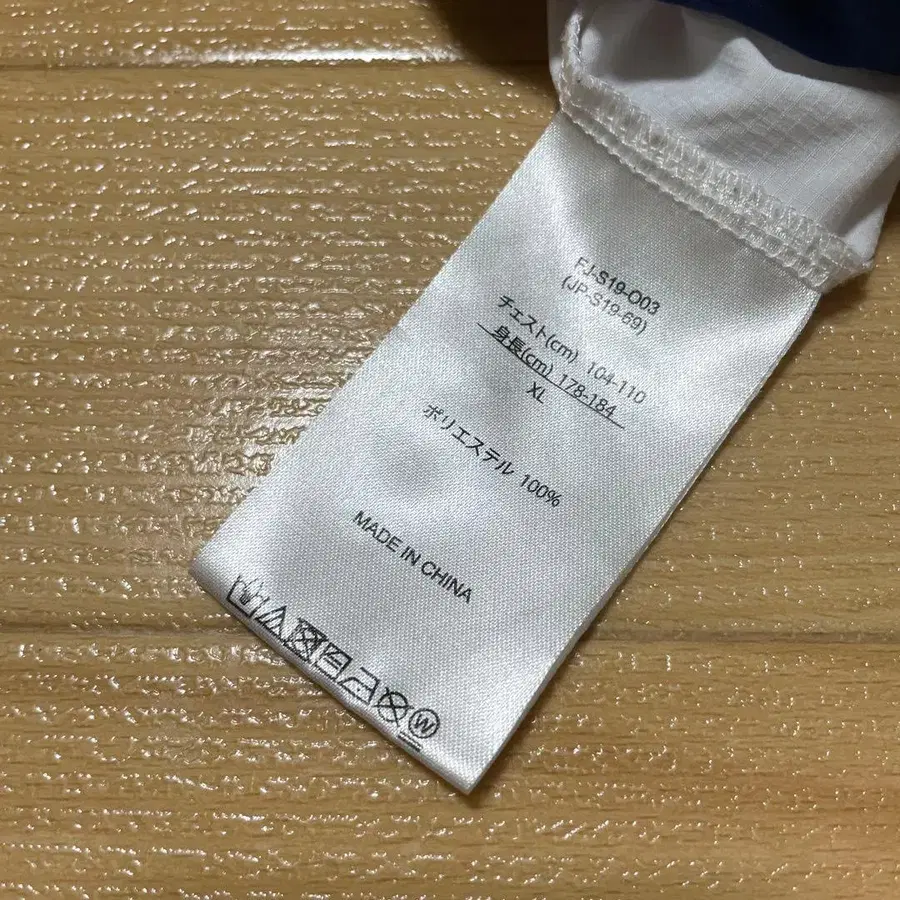 FJ-S19-O03
(JP-S19-69)
チェスト(cm) 104-110
身長(cm) 178-184
XL
ポリエステル 100%
MADE IN CHINA
W